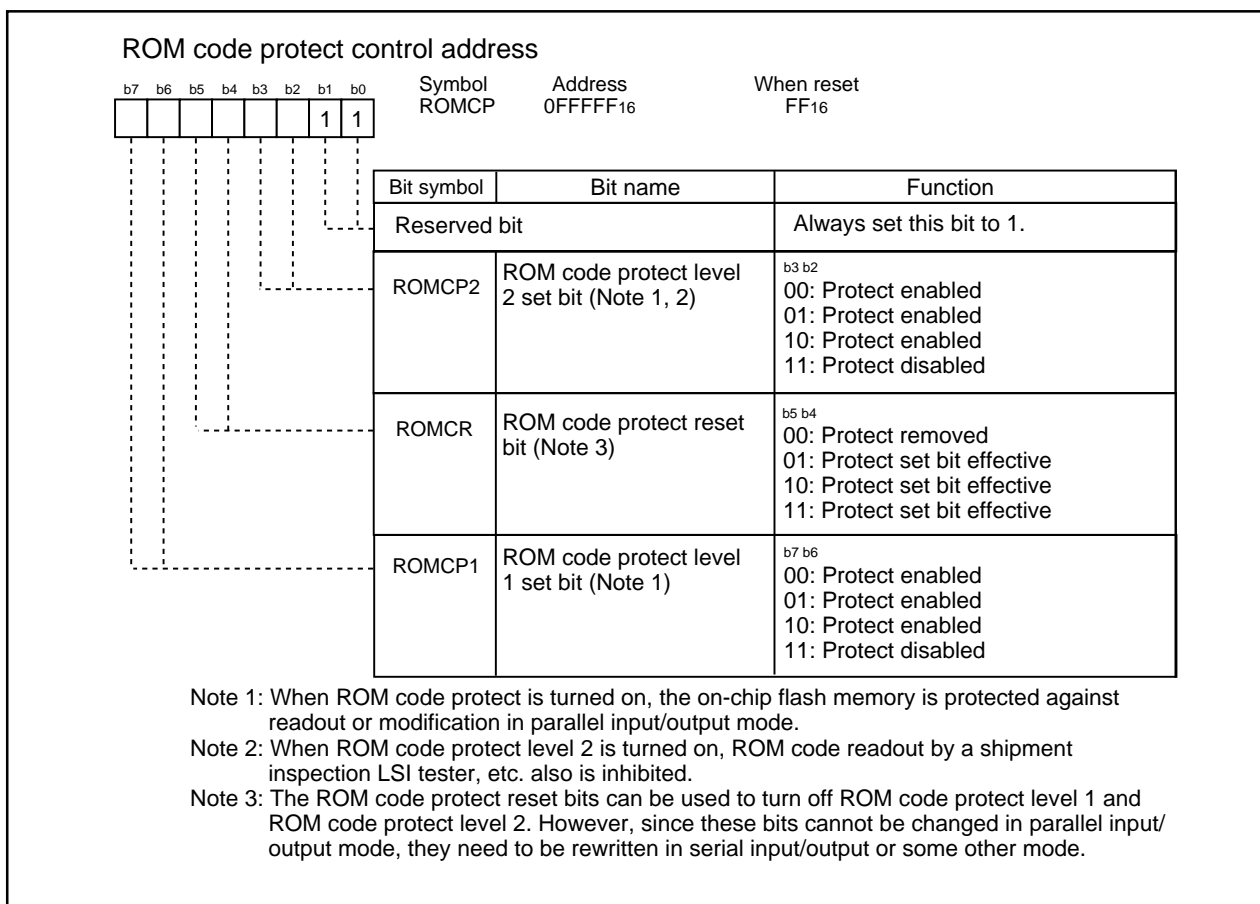 ROM code protect control address
b7 b6 b5 b4 b3 b2 b1 b0
1 1
Symbol Address When reset
ROMCP 0FFFFF16 FF16
Bit symbol Bit name Function
Reserved bit Always set this bit to 1.
ROMCP2 ROM code protect level
2 set bit (Note 1, 2)
b3 b2
00: Protect enabled
01: Protect enabled
10: Protect enabled
11: Protect disabled
ROMCR ROM code protect reset
bit (Note 3)
b5 b4
00: Protect removed
01: Protect set bit effective
10: Protect set bit effective
11: Protect set bit effective
ROMCP1 ROM code protect level
1 set bit (Note 1)
b7 b6
00: Protect enabled
01: Protect enabled
10: Protect enabled
11: Protect disabled
Note 1: When ROM code protect is turned on, the on-chip flash memory is protected against
readout or modification in parallel input/output mode.
Note 2: When ROM code protect level 2 is turned on, ROM code readout by a shipment
inspection LSI tester, etc. also is inhibited.
Note 3: The ROM code protect reset bits can be used to turn off ROM code protect level 1 and
ROM code protect level 2. However, since these bits cannot be changed in parallel input/
output mode, they need to be rewritten in serial input/output or some other mode.